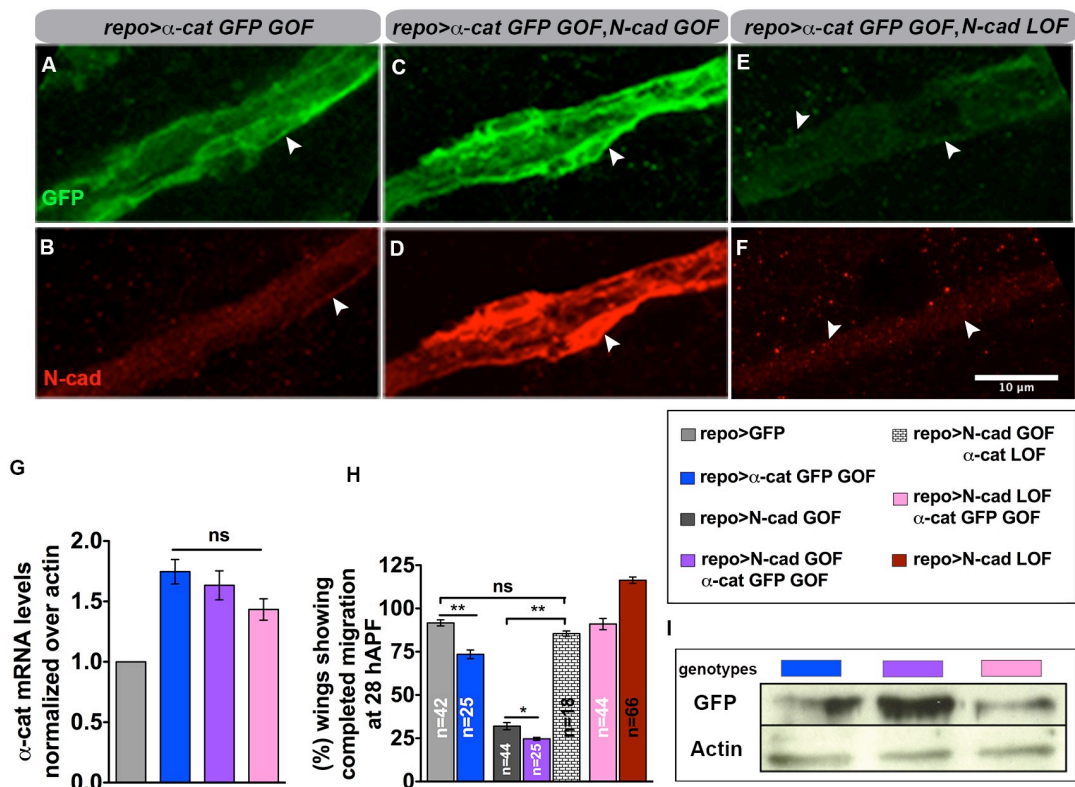 repo>α-cat GFP GOF
repo>α-cat GFP GOF, N-cad GOF
repo>α-cat GFP GOF, N-cad LOF
A
C
E
GFP
B
D
F
N-cad
10 μm
G
H
repo>GFP
repo>α-cat GFP GOF
repo>N-cad GOF
repo>N-cad GOF
α-cat GFP GOF
repo>N-cad GOF
α-cat LOF
repo>N-cad LOF
α-cat GFP GOF
repo>N-cad LOF
α-cat mRNA levels
normalized over actin
2.0
1.5
1.0
0.5
0.0
ns
(%) wings showing
completed migration
at 28 hAPF
125
100
75
50
25
0
ns
**
**
*
n=42
n=25
n=44
n=25
n=18
n=44
n=66
I
genotypes
GFP
Actin